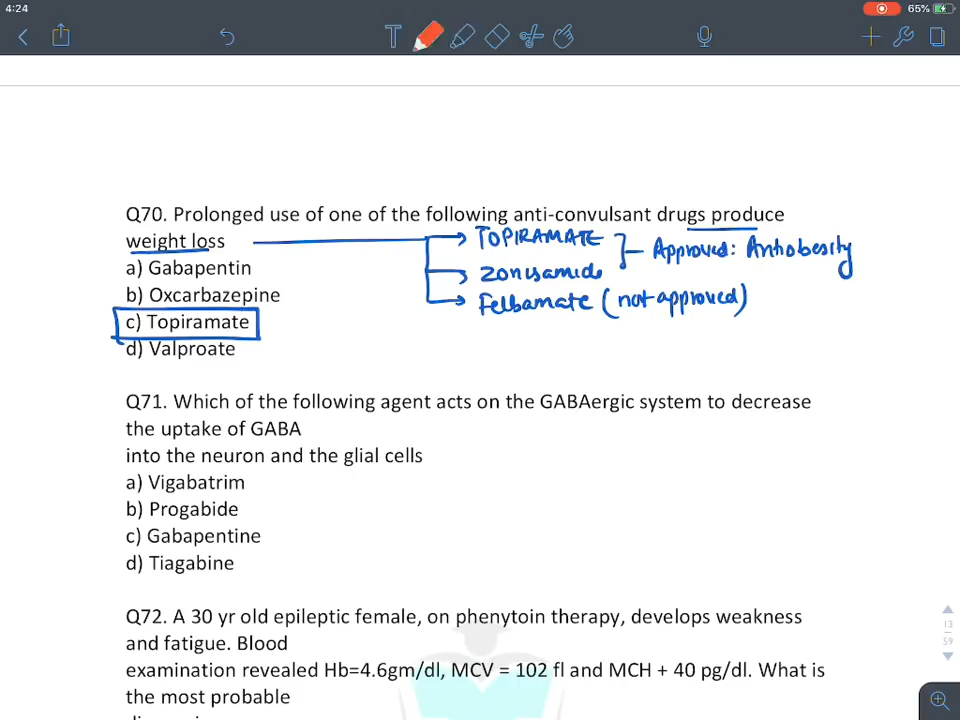 4:24
65%
T
Q70. Prolonged use of one of the following anti-convulsant drugs produce
weight loss
TOPIRAMATE
Zonisamide
Felbamate (not approved)
Approved: Antiobesity
a) Gabapentin
b) Oxcarbazepine
c) Topiramate
d) Valproate
Q71. Which of the following agent acts on the GABAergic system to decrease
the uptake of GABA
into the neuron and the glial cells
a) Vigabatrim
b) Progabide
c) Gabapentine
d) Tiagabine
Q72. A 30 yr old epileptic female, on phenytoin therapy, develops weakness
and fatigue. Blood
examination revealed Hb=4.6gm/dl, MCV = 102 fl and MCH + 40 pg/dl. What is
the most probable
13
59